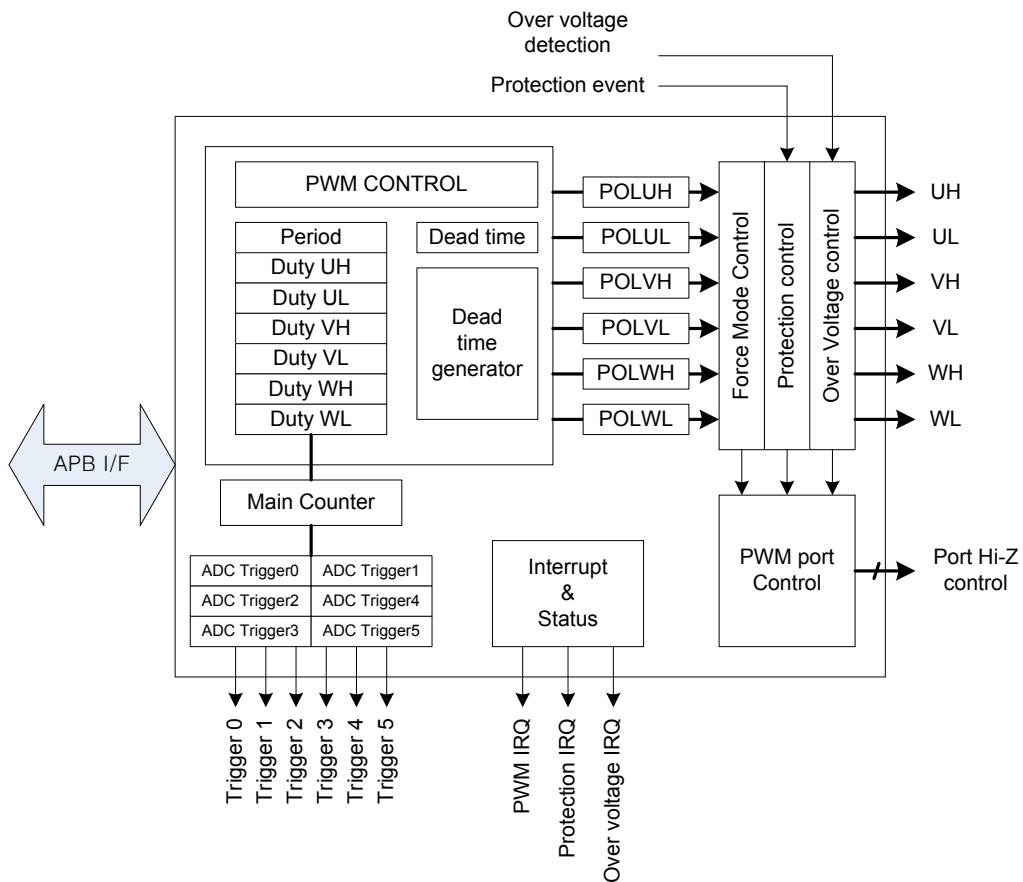 Over voltage
detection
Protection event
PWM CONTROL
Period
Duty UH
Duty UL
Duty VH
Duty VL
Duty WH
Duty WL
Dead time
Dead
time
generator
POLUH
POLUL
POLVH
POLVL
POLWH
POLWL
Force Mode Control
Protection control
Over Voltage control
UH
UL
VH
VL
WH
WL
APB I/F
Main Counter
ADC Trigger0
ADC Trigger1
ADC Trigger2
ADC Trigger4
ADC Trigger3
ADC Trigger5
Interrupt
&
Status
PWM port
Control
Port Hi-Z
control
Trigger 0
Trigger 1
Trigger 2
Trigger 3
Trigger 4
Trigger 5
PWM IRQ
Protection IRQ
Over voltage IRQ